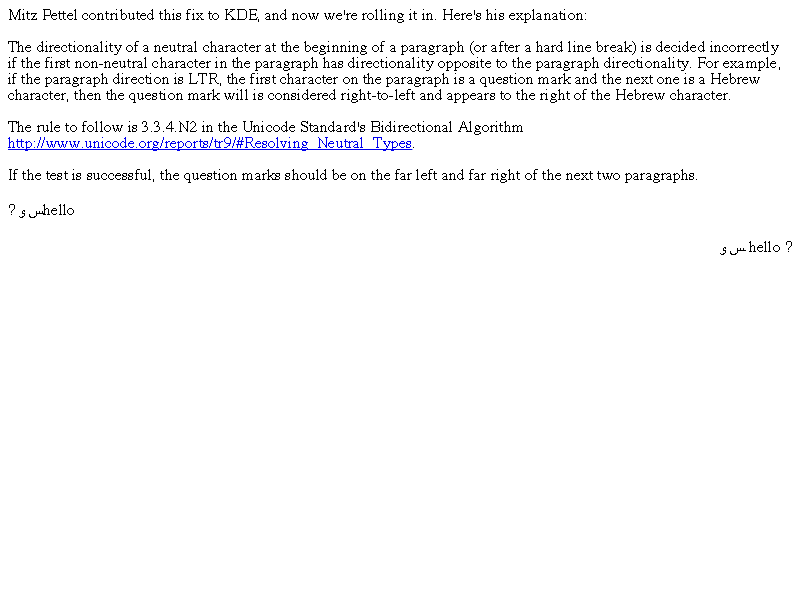 Mitz Pettel contributed this fix to KDE, and now we're rolling it in. Here's his explanation:
The directionality of a neutral character at the beginning of a paragraph (or after a hard line break) is decided incorrectly
if the first non-neutral character in the paragraph has directionality opposite to the paragraph directionality. For example,
if the paragraph direction is LTR, the first character on the paragraph is a question mark and the next one is a Hebrew
character, then the question mark will is considered right-to-left and appears to the right of the Hebrew character.
The rule to follow is 3.3.4.N2 in the Unicode Standard's Bidirectional Algorithm
http://www.unicode.org/reports/tr9/#Resolving_Neutral_Types.
If the test is successful, the question marks should be on the far left and far right of the next two paragraphs.
? س وhello
? hello س و